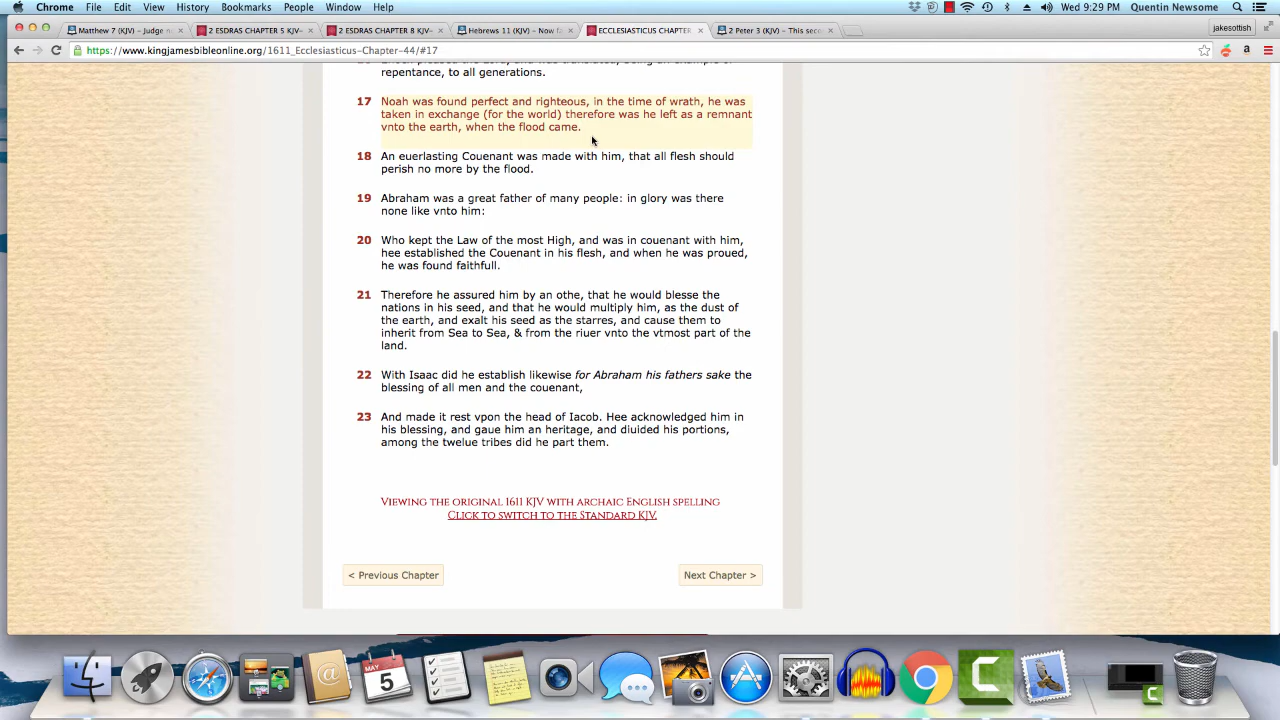 Chrome File Edit View History Bookmarks People Window Help Wed 9:29 PM Quentin Newsome
Matthew 7 (KJV) - Judge n 2 ESDRAS CHAPTER 5 KJV- 2 ESDRAS CHAPTER 8 KJV- Hebrews 11 (KJV) - Now fa ECCLESIASTICUS CHAPTER 2 Peter 3 (KJV) - This seco jakescottish
https://www.kingjamesbibleonline.org/1611_Ecclesiasticus-Chapter-44/#17
repentance, to all generations.
17 Noah was found perfect and righteous, in the time of wrath, he was
taken in exchange (for the world) therefore was he left as a remnant
vnto the earth, when the flood came.
18 An euerlasting Couenant was made with him, that all flesh should
perish no more by the flood.
19 Abraham was a great father of many people: in glory was there
none like vnto him:
20 Who kept the Law of the most High, and was in couenant with him,
hee established the Couenant in his flesh, and when he was proued,
he was found faithfull.
21 Therefore he assured him by an othe, that he would blesse the
nations in his seed, and that he would multiply him, as the dust of
the earth, and exalt his seed as the starres, and cause them to
inherit from Sea to Sea, & from the riuer vnto the vtmost part of the
land.
22 With Isaac did he establish likewise for Abraham his fathers sake the
blessing of all men and the couenant,
23 And made it rest vpon the head of Iacob. Hee acknowledged him in
his blessing, and gaue him an heritage, and diuided his portions,
among the twelue tribes did he part them.
Viewing the original 1611 KJV with archaic English spelling
Click to switch to the Standard KJV.
< Previous Chapter Next Chapter >
MAY
5